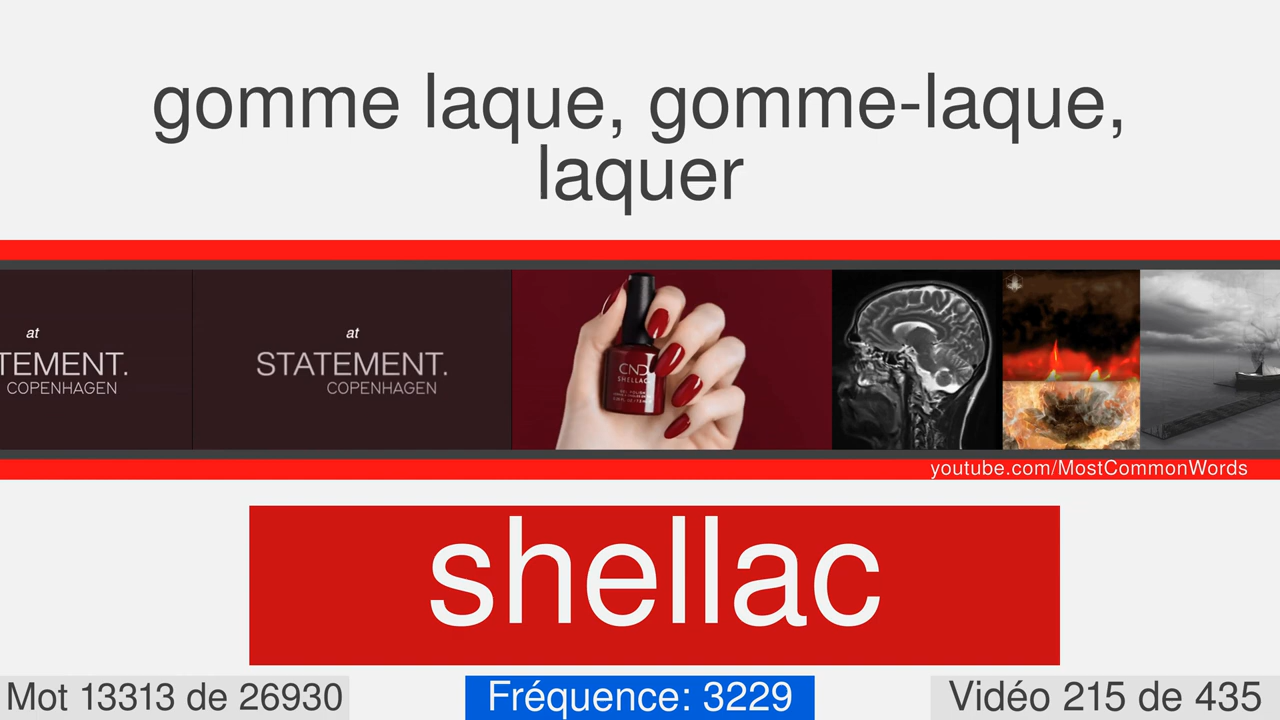 gomme laque, gomme-laque,
laquer
at
TEMENT.
COPENHAGEN
at
STATEMENT.
COPENHAGEN
CND
SHELLAC
youtube.com/MostCommonWords
shellac
Mot 13313 de 26930
Fréquence: 3229
Vidéo 215 de 435